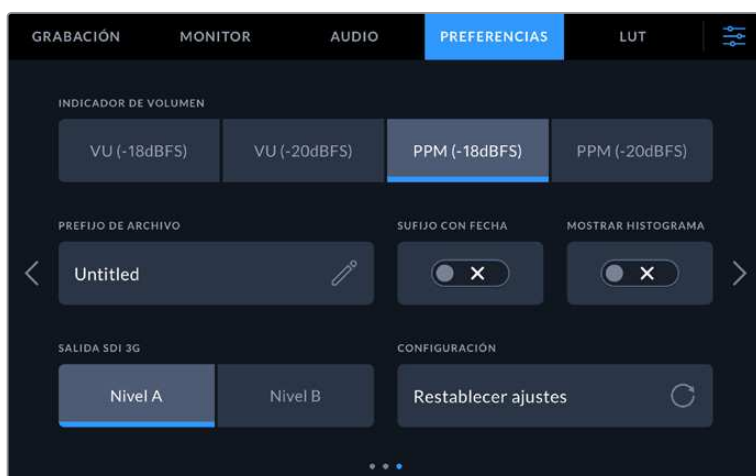 GRABACIÓN MONITOR AUDIO PREFERENCIAS LUT
INDICADOR DE VOLUMEN
VU (-18dBFS) VU (-20dBFS) PPM (-18dBFS) PPM (-20dBFS)
PREFIJO DE ARCHIVO SUFIJO CON FECHA MOSTRAR HISTOGRAMA
Untitled
SALIDA SDI 3G CONFIGURACIÓN
Nivel A Nivel B Restablecer ajustes